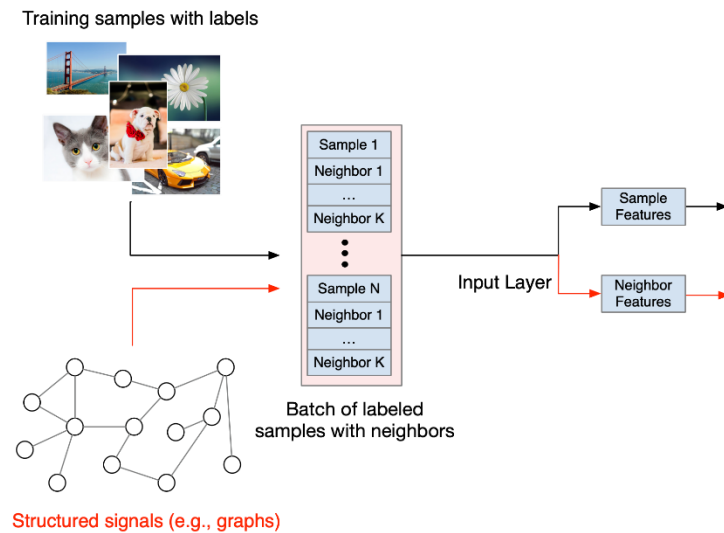 Training samples with labels
Sample 1
Neighbor 1
...
Neighbor K
Sample N
Neighbor 1
...
Neighbor K
Batch of labeled
samples with neighbors
Input Layer
Sample
Features
Neighbor
Features
Structured signals (e.g., graphs)